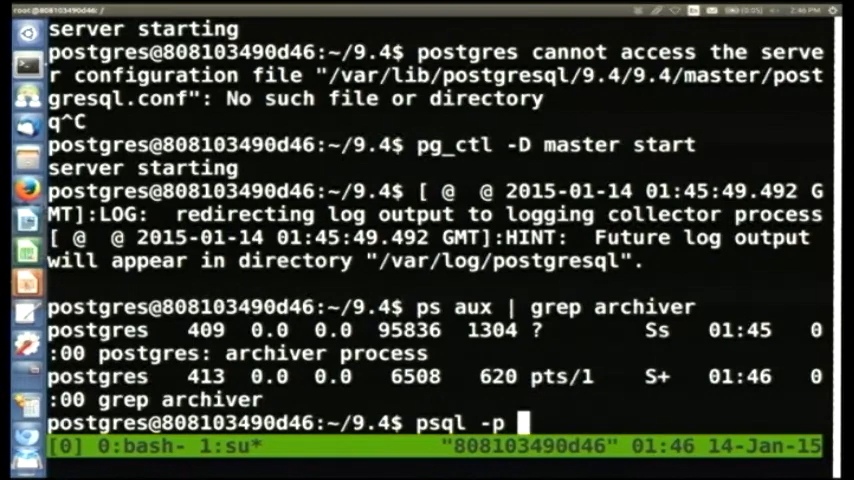 root@808103490d46: /
2:46 PM
server starting
postgres@808103490d46:~/9.4$ postgres cannot access the serve
r configuration file "/var/lib/postgresql/9.4/9.4/master/post
gresql.conf": No such file or directory
q^C
postgres@808103490d46:~/9.4$ pg_ctl -D master start
server starting
postgres@808103490d46:~/9.4$ [ @  @ 2015-01-14 01:45:49.492 G
MT]:LOG:  redirecting log output to logging collector process
[ @  @ 2015-01-14 01:45:49.492 GMT]:HINT:  Future log output
will appear in directory "/var/log/postgresql".
postgres@808103490d46:~/9.4$ ps aux | grep archiver
postgres   409  0.0  0.0  95836  1304 ?        Ss   01:45   0
:00 postgres: archiver process
postgres   413  0.0  0.0   6508   620 pts/1    S+   01:46   0
:00 grep archiver
postgres@808103490d46:~/9.4$ psql -p
[0] 0:bash- 1:su*                 "808103490d46" 01:46 14-Jan-15